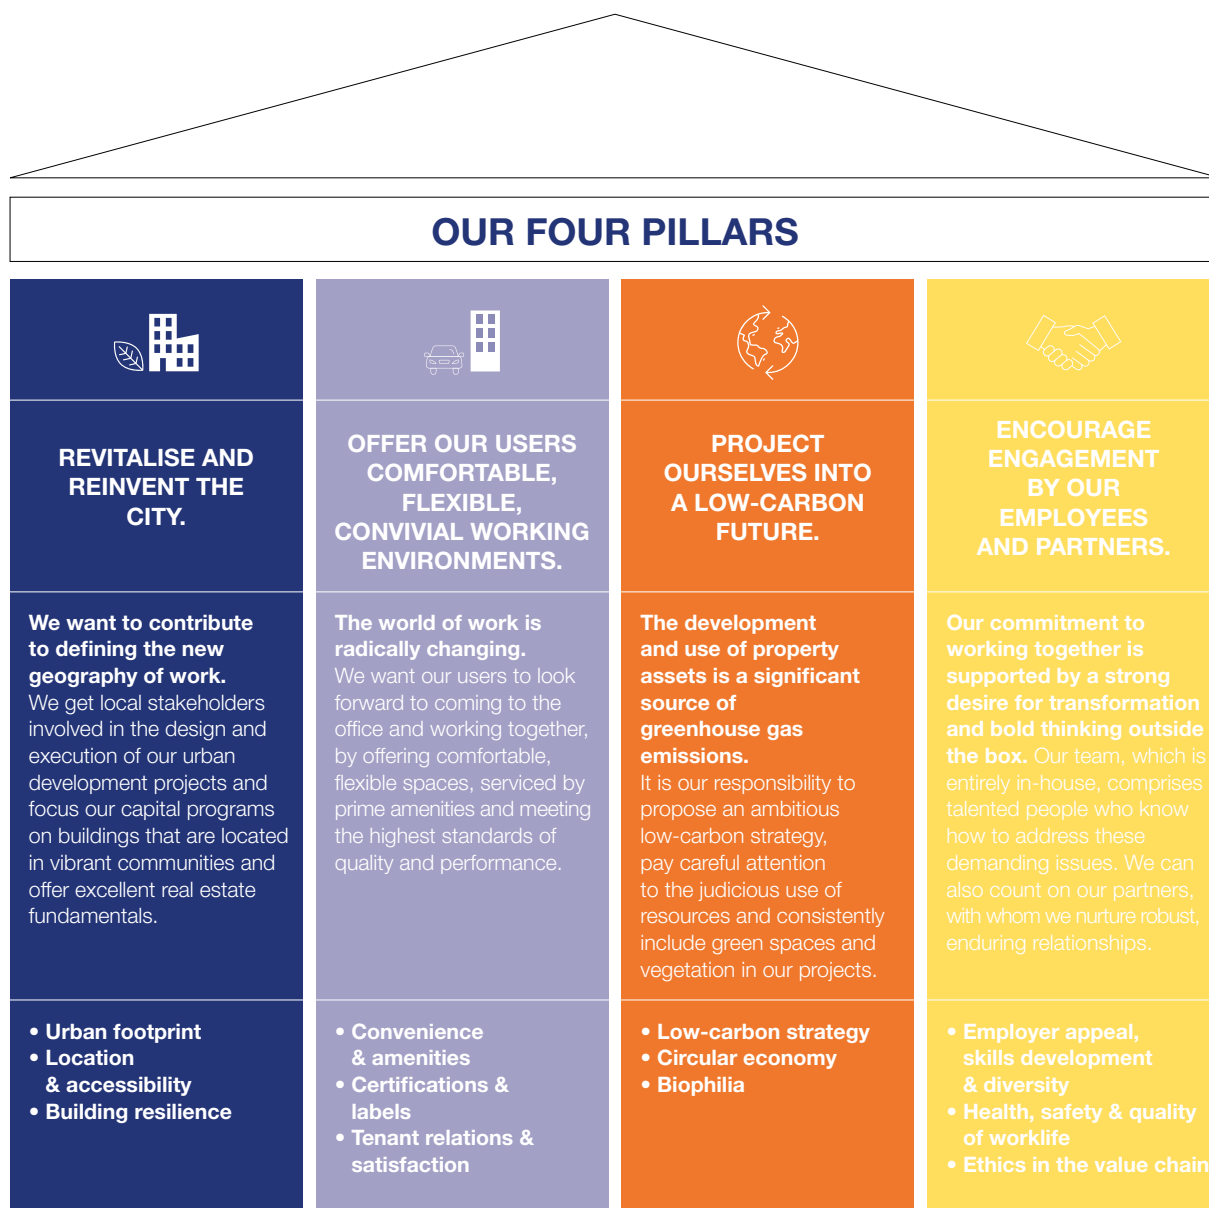 OUR FOUR PILLARS
REVITALISE AND
REINVENT THE
CITY.
We want to contribute
to defining the new
geography of work.
We get local stakeholders
involved in the design and
execution of our urban
development projects and
focus our capital programs
on buildings that are located
in vibrant communities and
offer excellent real estate
fundamentals.
• Urban footprint
• Location
& accessibility
• Building resilience
OFFER OUR USERS
COMFORTABLE,
FLEXIBLE,
CONVIVIAL WORKING
ENVIRONMENTS.
The world of work is
radically changing.
We want our users to look
forward to coming to the
office and working together,
by offering comfortable,
flexible spaces, serviced by
prime amenities and meeting
the highest standards of
quality and performance.
• Convenience
& amenities
• Certifications &
labels
• Tenant relations &
satisfaction
PROJECT
OURSELVES INTO
A LOW-CARBON
FUTURE.
The development
and use of property
assets is a significant
source of
greenhouse gas
emissions.
It is our responsibility to
propose an ambitious
low-carbon strategy,
pay careful attention
to the judicious use of
resources and consistently
include green spaces and
vegetation in our projects.
• Low-carbon strategy
• Circular economy
• Biophilia
ENCOURAGE
ENGAGEMENT
BY OUR
EMPLOYEES
AND PARTNERS.
Our commitment to
working together is
supported by a strong
desire for transformation
and bold thinking outside
the box. Our team, which is
entirely in-house, comprises
talented people who know
how to address these
demanding issues. We can
also count on our partners,
with whom we nurture robust,
enduring relationships.
• Employer appeal,
skills development
& diversity
• Health, safety & quality
of worklife
• Ethics in the value chain